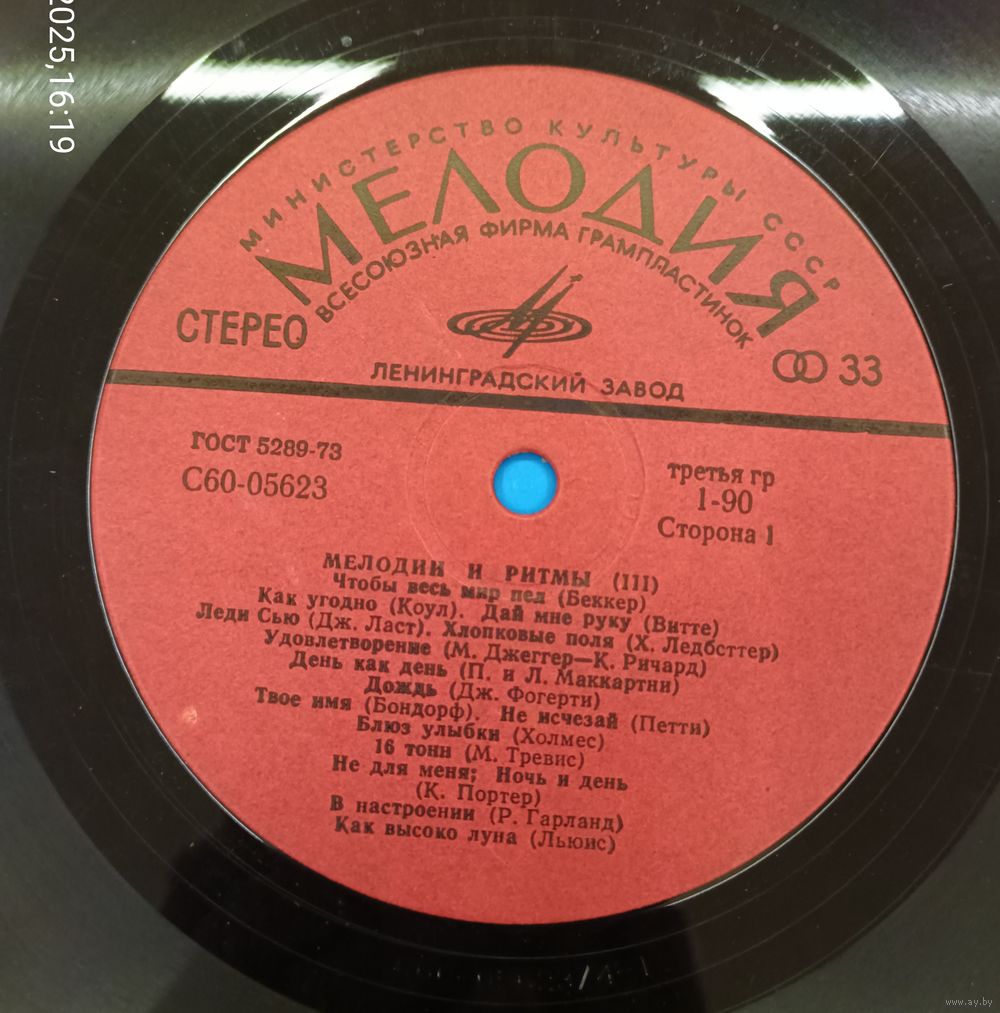 2025,16:19
МИНИСТЕРСТВО КУЛЬТУРЫ СССР
МЕЛОДИЯ
ВСЕСОЮЗНАЯ ФИРМА ГРАМПЛАСТИНОК
СТЕРЕО
33
ЛЕНИНГРАДСКИЙ ЗАВОД
ГОСТ 5289-73
С60-05623
третья гр
1-90
Сторона 1
МЕЛОДИИ И РИТМЫ (III)
Чтобы весь мир пел (Беккер)
Как угодно (Коул). Дай мне руку (Витте)
Леди Сью (Дж. Ласт). Хлопковые поля (Х. Ледбсттер)
Удовлетворение (М. Джеггер—К. Ричард)
День как день (П. и Л. Маккартни)
Дождь (Дж. Фогерти)
Твое имя (Бондорф). Не исчезай (Петти)
Блюз улыбки (Холмес)
16 тонн (М. Тревис)
Не для меня; Ночь и день
(К. Портер)
В настроении (Р. Гарланд)
Как высоко луна (Льюис)
www.ay.by